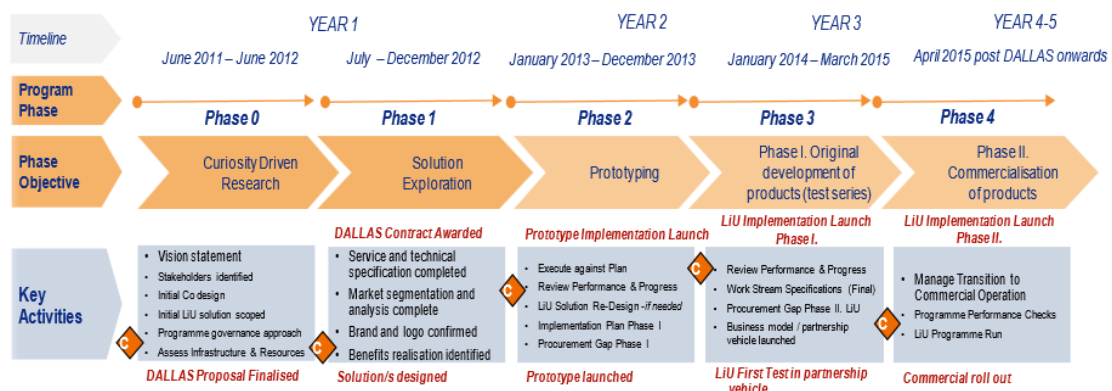 Timeline
YEAR 1
YEAR 2
YEAR 3
YEAR 4-5
June 2011 – June 2012
July – December 2012
January 2013 – December 2013
January 2014 – March 2015
April 2015 post DALLAS onwards
Program
Phase
Phase 0
Phase 1
Phase 2
Phase 3
Phase 4
Phase
Objective
Curiosity Driven
Research
Solution
Exploration
Prototyping
Phase I. Original
development of
products (test series)
Phase II.
Commercialisation
of products
Key
Activities
• Vision statement
• Stakeholders identified
• Initial Co design
• Initial LiU solution scoped
• Programme governance approach
• Assess Infrastructure & Resources
C
DALLAS Proposal Finalised
DALLAS Contract Awarded
• Service and technical
specification completed
• Market segmentation and
analysis complete
• Brand and logo confirmed
• Benefits realisation identified
C
Solution/s designed
Prototype Implementation Launch
• Execute against Plan
• Review Performance & Progress
• LiU Solution Re-Design - if needed
• Implementation Plan Phase I
• Procurement Gap Phase I
C
Prototype launched
LiU Implementation Launch
Phase I.
• Review Performance & Progress
• Work Stream Specifications (Final)
• Procurement Gap Phase II. LiU
• Business model / partnership
vehicle launched
C
LiU First Test in partnership
vehicle
LiU Implementation Launch
Phase II.
• Manage Transition to
Commercial Operation
• Programme Performance Checks
• LiU Programme Run
C
Commercial roll out